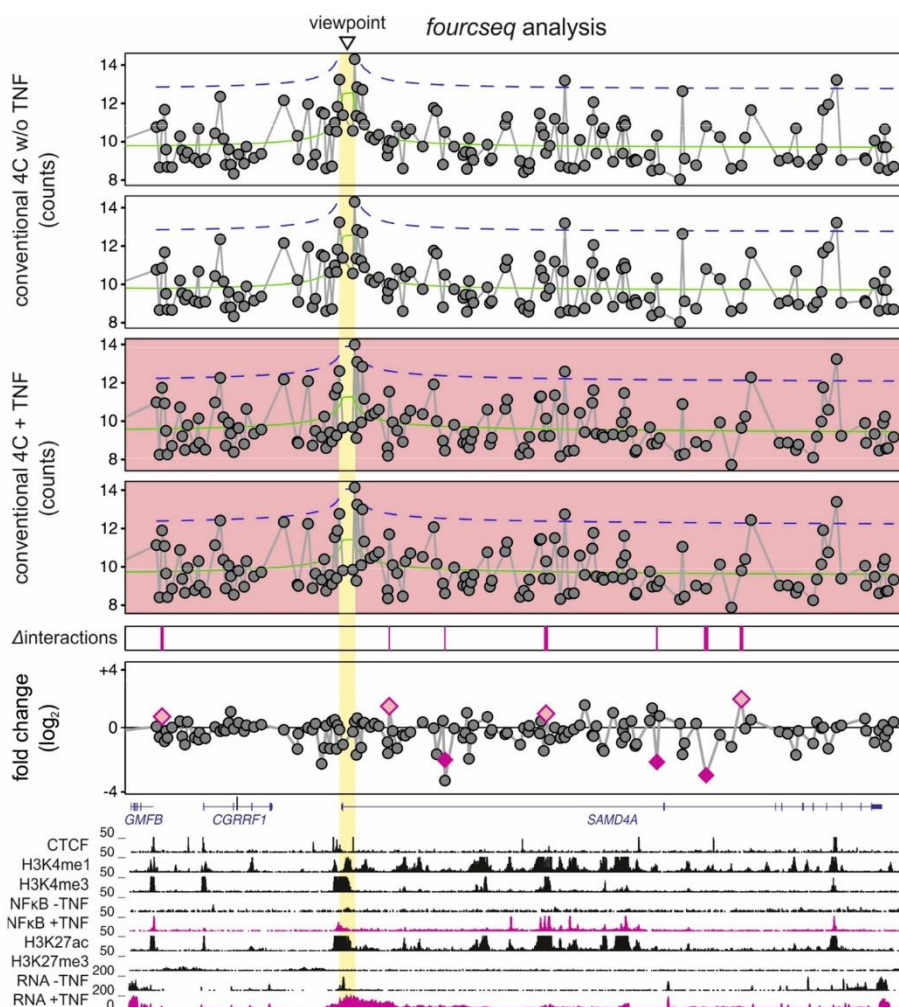 viewpoint
fourcseq analysis
conventional 4C w/o TNF
(counts)
14
12
10
8
14
12
10
8
conventional 4C + TNF
(counts)
14
12
10
8
14
12
10
8
Δinteractions
fold change
(log2)
+4
0
-4
GMFB
CGRRF1
SAMD4A
CTCF
50
H3K4me1
50
50
H3K4me3
50
NFκB -TNF
50
NFκB +TNF
50
H3K27ac
50
H3K27me3
50
RNA -TNF
200
RNA +TNF
200
0